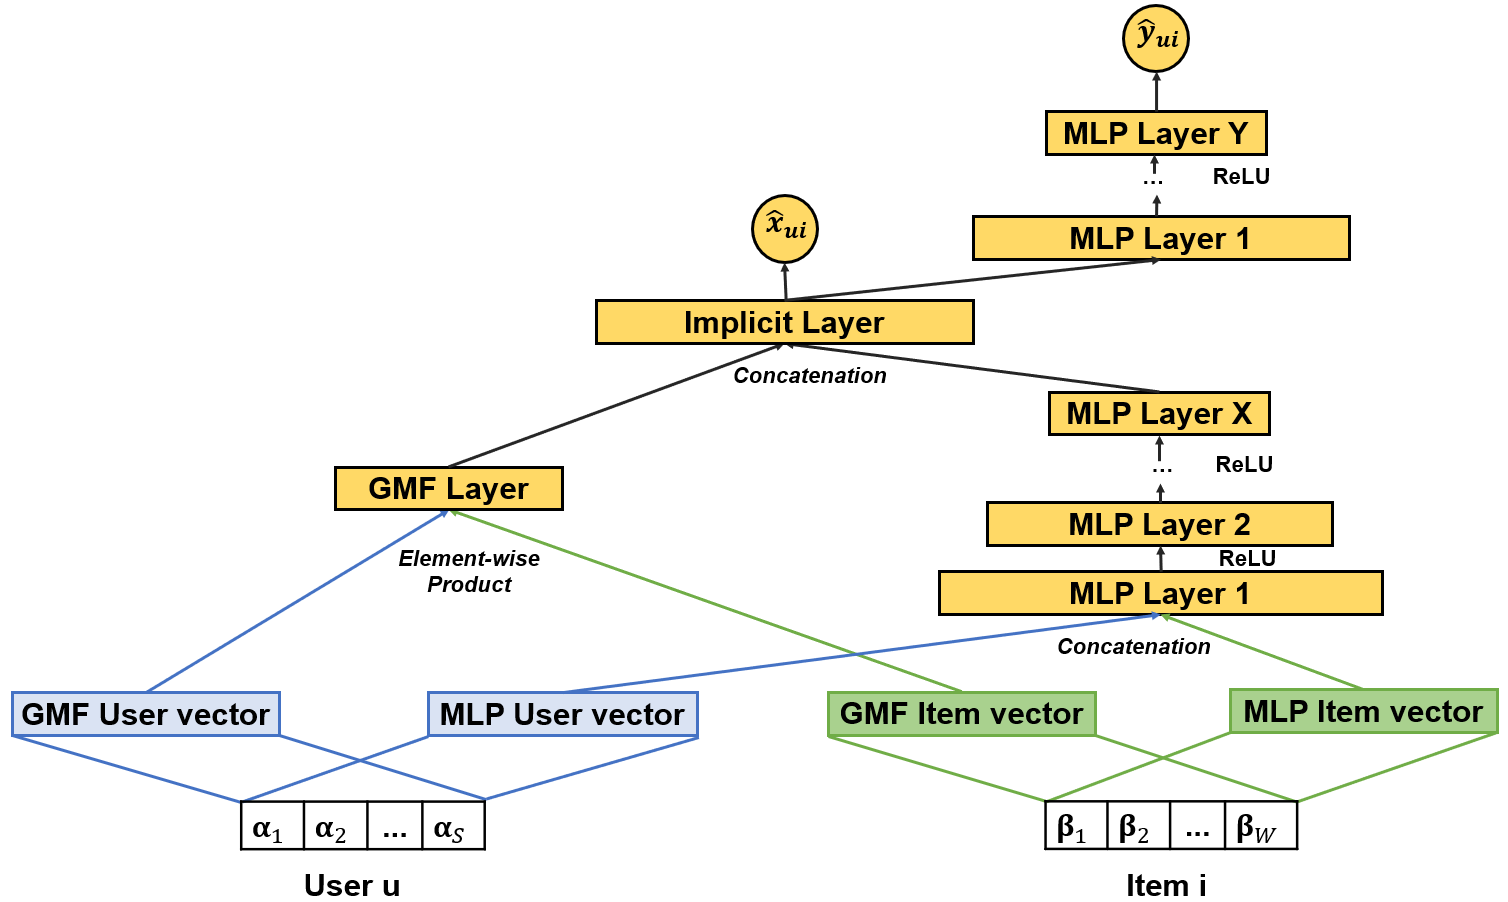 ŷui
MLP Layer Y
... ReLU
MLP Layer 1
x̂ui
Implicit Layer
Concatenation
MLP Layer X
... ReLU
GMF Layer
MLP Layer 2
Element-wise
Product
ReLU
MLP Layer 1
Concatenation
GMF User vector
MLP User vector
GMF Item vector
MLP Item vector
α1 α2 ... αS
β1 β2 ... βW
User u
Item i